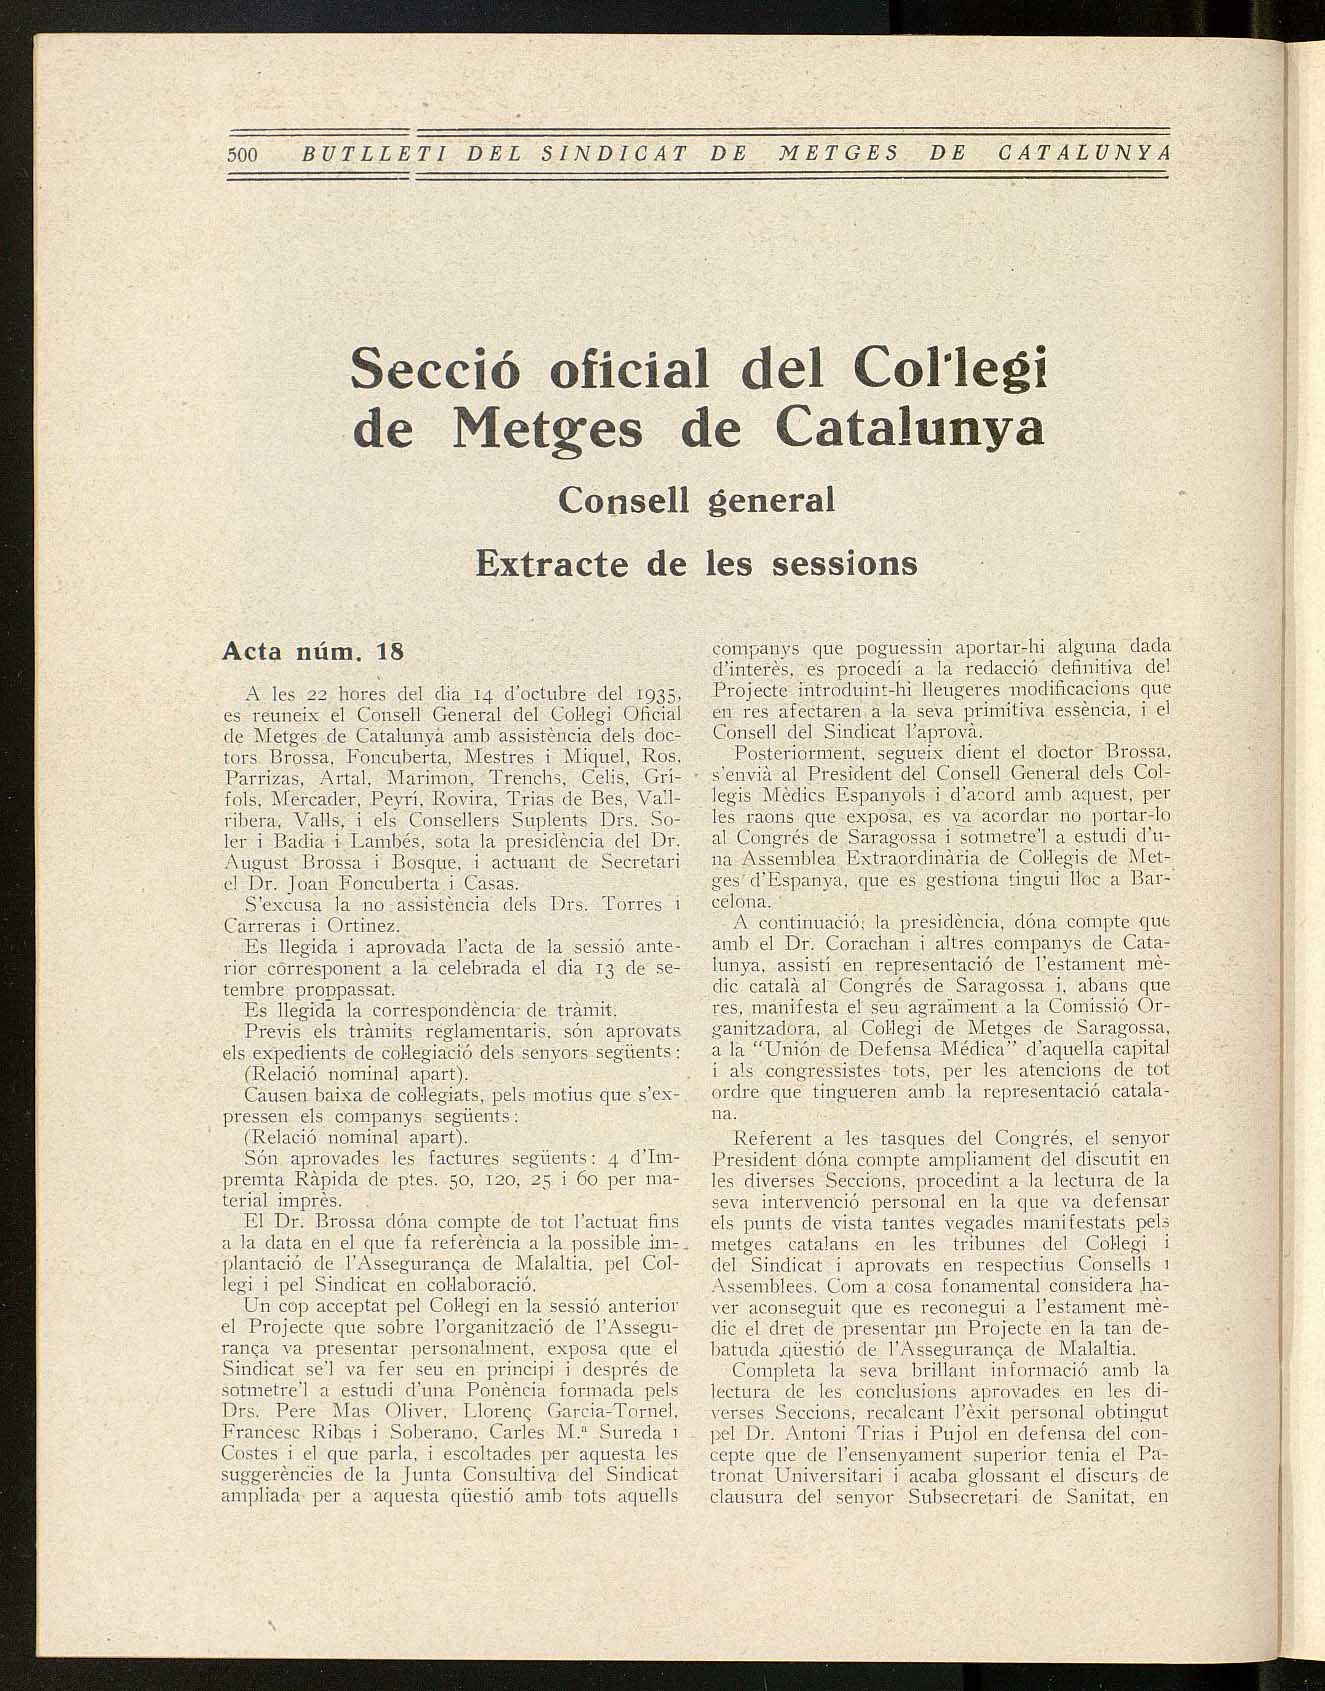 500 BUTLLETI DEL SINDICAT DE METGES DE CATALUNYA
Secció oficial del Col·legi
de Metges de Catalunya
Consell general
Extracte de les sessions
Acta núm. 18
A les 22 hores del dia 14 d'octubre del 1935,
es reuneix el Consell General del Col·legi Oficial
de Metges de Catalunya amb assistència dels doc-
tors Brossa, Foncuberta, Mestres i Miquel, Ros,
Parrizas, Artal, Marimon, Trenchs, Celis, Gri-
fols, Mercader, Peyrí, Rovira, Trias de Bes, Vall-
ribera, Valls, i els Consellers Suplents Drs. So-
ler i Badia i Lambés, sota la presidència del Dr.
August Brossa i Bosque, i actuant de Secretari
el Dr. Joan Foncuberta i Casas.
S'excusa la no assistència dels Drs. Torres i
Carreras i Ortinez.
Es llegida i aprovada l'acta de la sessió ante-
rior corresponent a la celebrada el dia 13 de se-
tembre proppassat.
Es llegida la correspondència de tràmit.
Previs els tràmits reglamentaris, són aprovats
els expedients de col·legiació dels senyors següents:
(Relació nominal apart).
Causen baixa de col·legiats, pels motius que s'ex-
pressen els companys següents:
(Relació nominal apart).
Són aprovades les factures següents: 4 d'Im-
premta Ràpida de ptes. 50, 120, 25 i 60 per ma-
terial imprès.
El Dr. Brossa dóna compte de tot l'actuat fins
a la data en el que fa referència a la possible im-
plantació de l'Assegurança de Malaltia, pel Col-
legi i pel Sindicat en col·laboració.
Un cop acceptat pel Col·legi en la sessió anterior
el Projecte que sobre l'organització de l'Assegu-
rança va presentar personalment, exposa que el
Sindicat se'l va fer seu en principi i després de
sotmetre'l a estudi d'una Ponència formada pels
Drs. Pere Mas Oliver, Llorenç Garcia-Tornel,
Francesc Ribas i Soberano, Carles M.ª Sureda i
Costes i el que parla, i escoltades per aquesta les
suggerències de la Junta Consultiva del Sindicat
ampliada per a aquesta qüestió amb tots aquells
companys que poguessin aportar-hi alguna dada
d'interès, es procedí a la redacció definitiva del
Projecte introduint-hi lleugeres modificacions que
en res afectaren a la seva primitiva essència, i el
Consell del Sindicat l'aprovà.
Posteriorment, segueix dient el doctor Brossa,
s'envià al President del Consell General dels Col-
legis Mèdics Espanyols i d'acord amb aquest, per
les raons que exposa, es va acordar no portar-lo
al Congrés de Saragossa i sotmetre'l a estudi d'u-
na Assemblea Extraordinària de Col·legis de Met-
ges d'Espanya, que es gestiona tingui lloc a Bar-
celona.
A continuació; la presidència, dóna compte que
amb el Dr. Corachan i altres companys de Cata-
lunya, assistí en representació de l'estament mè-
dic català al Congrés de Saragossa i, abans que
res, manifesta el seu agraiment a la Comissió Or-
ganitzadora, al Col·legi de Metges de Saragossa,
a la "Unión de Defensa Médica" d'aquella capital
i als congressistes tots, per les atencions de tot
ordre que tingueren amb la representació catala-
na.
Referent a les tasques del Congrés, el senyor
President dóna compte ampliament del discutit en
les diverses Seccions, procedint a la lectura de la
seva intervenció personal en la que va defensar
els punts de vista tantes vegades manifestats pels
metges catalans en les tribunes del Col·legi i
del Sindicat i aprovats en respectius Consells i
Assemblees. Com a cosa fonamental considera ha-
ver aconseguit que es reconegui a l'estament mè-
dic el dret de presentar un Projecte en la tan de-
batuda qüestió de l'Assegurança de Malaltia.
Completa la seva brillant informació amb la
lectura de les conclusions aprovades en les di-
verses Seccions, recalcant l'èxit personal obtingut
pel Dr. Antoni Trias i Pujol en defensa del con-
cepte que de l'ensenyament superior tenia el Pa-
tronat Universitari i acaba glossant el discurs de
clausura del senyor Subsecretari de Sanitat, en